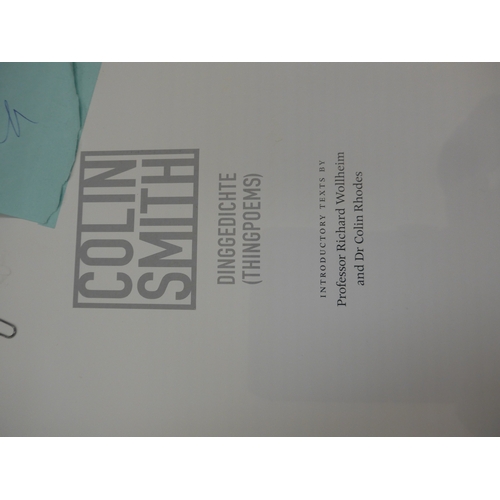 COLIN
SMITH
DINGGEDICHTE
(THINGPOEMS)
INTRODUCTORY TEXTS BY
Professor Richard Wollheim
and Dr Colin Rhodes